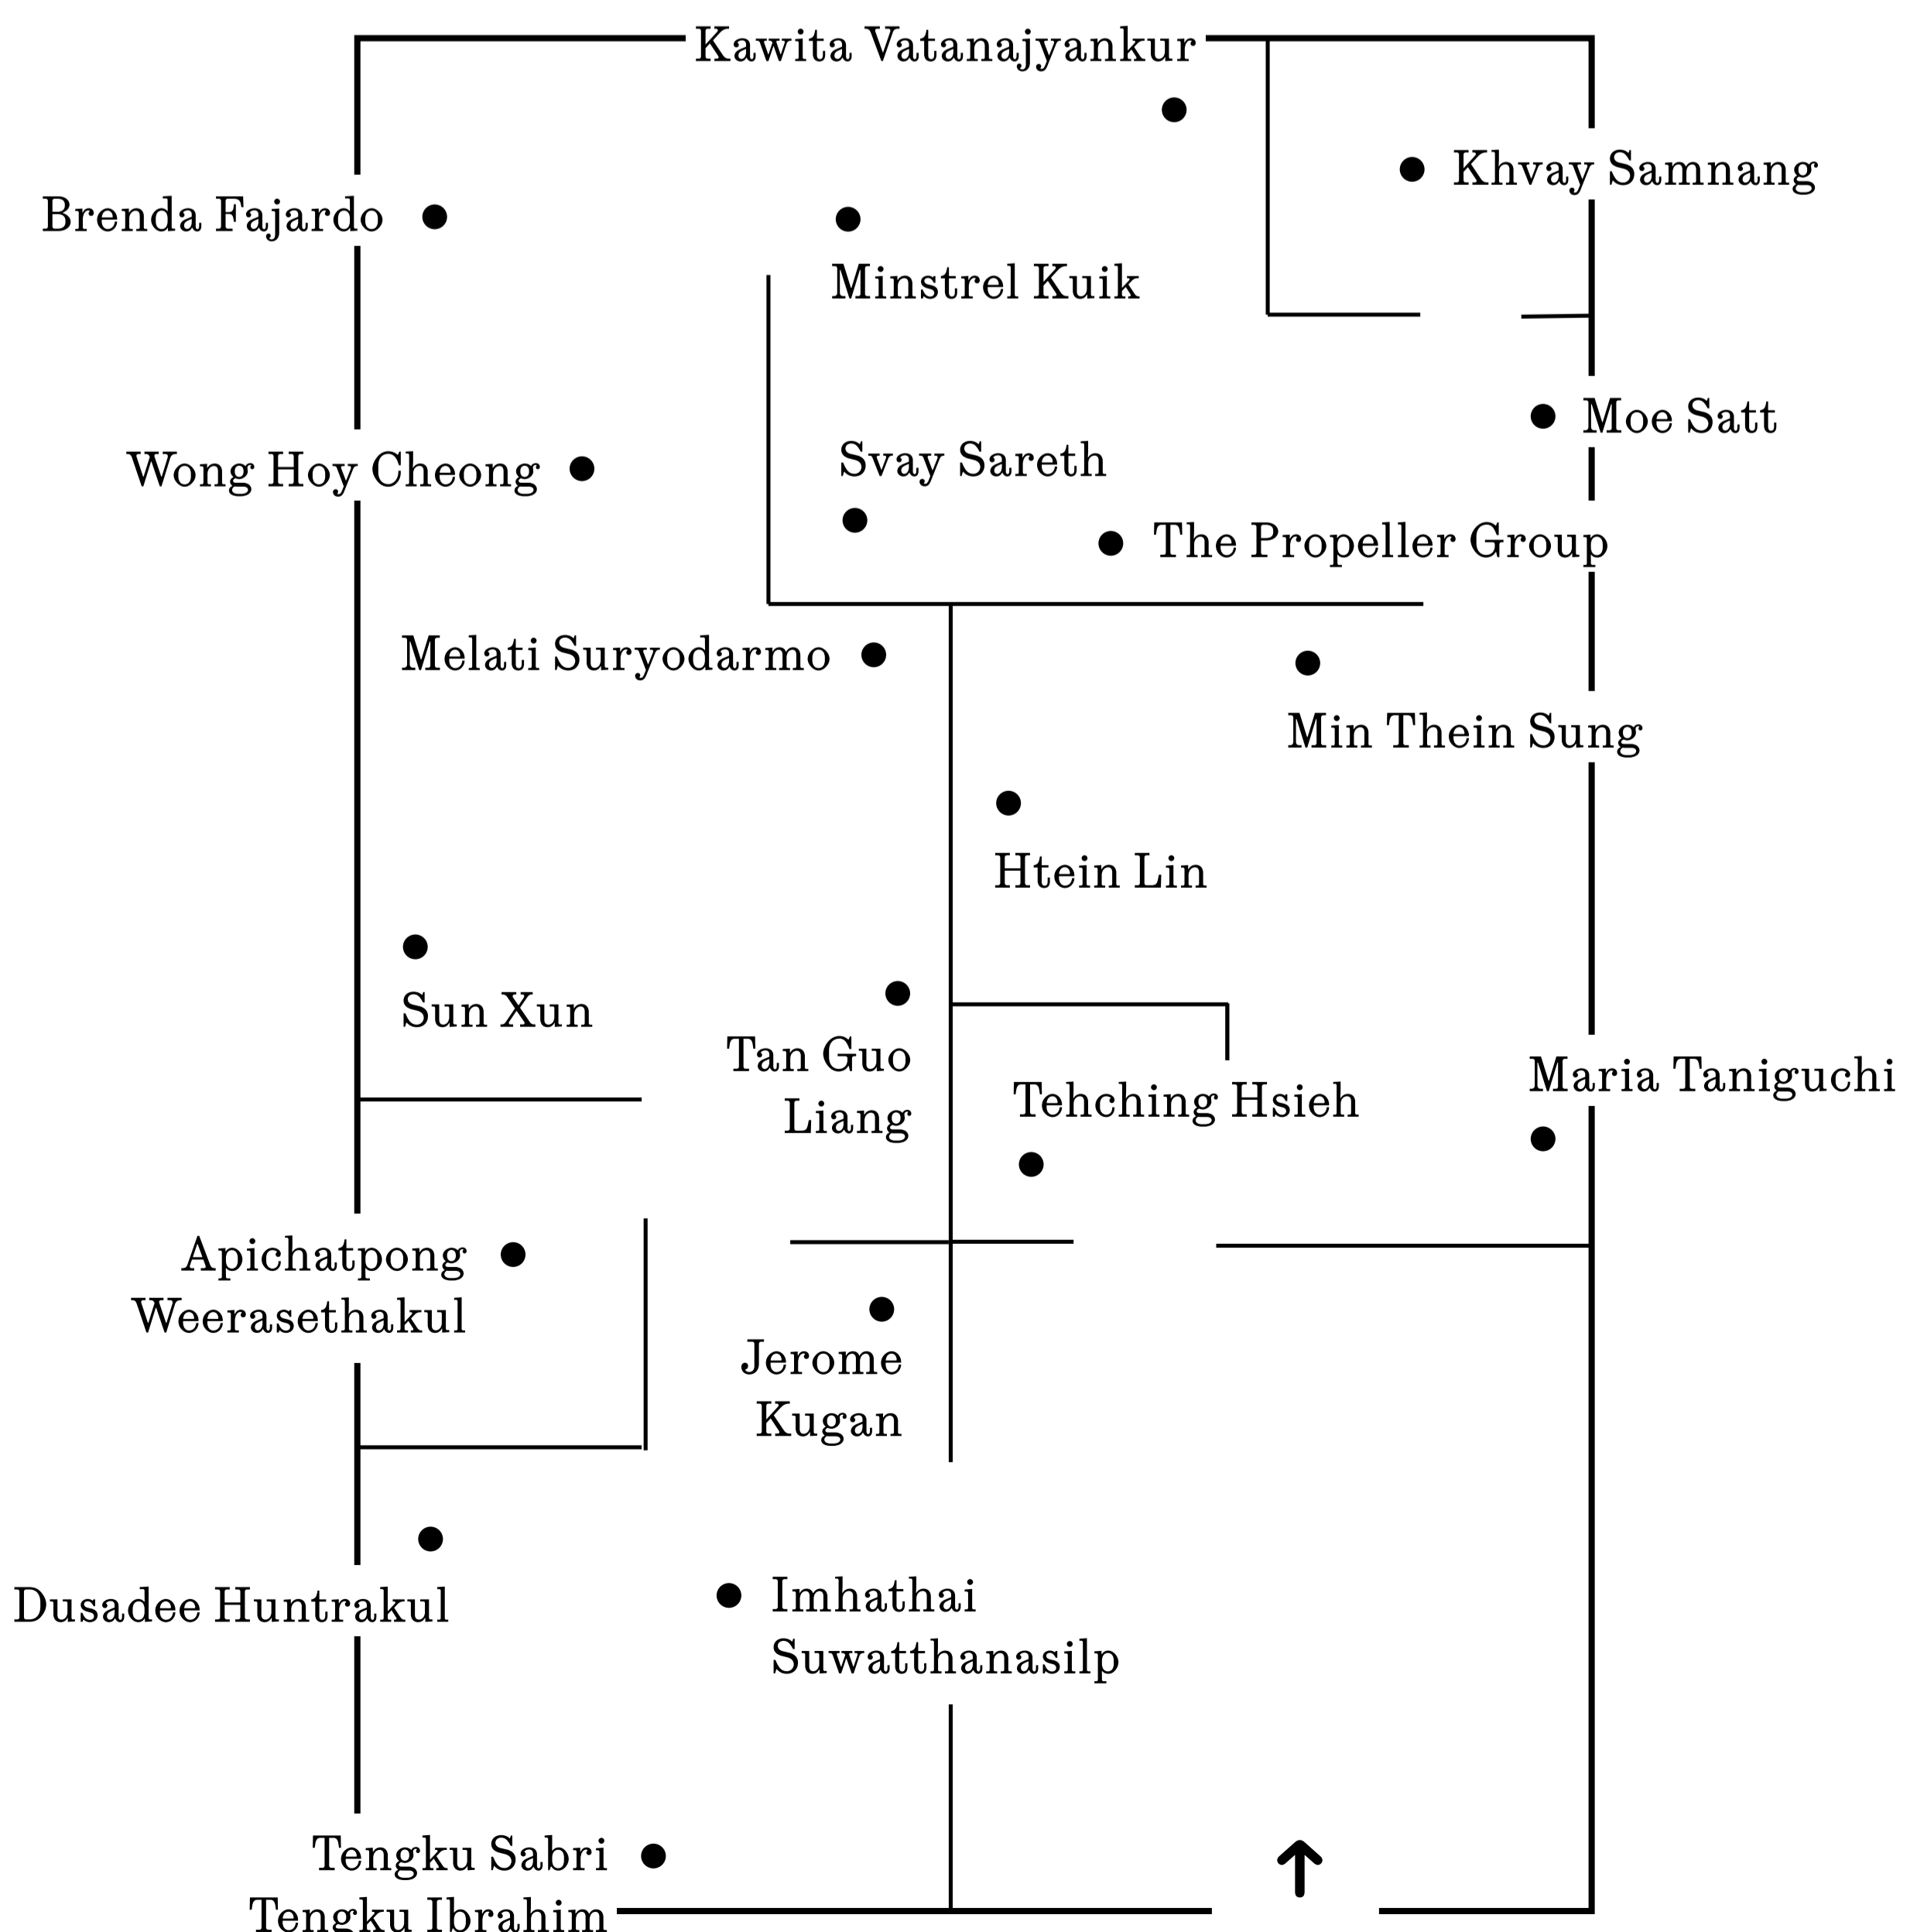 Kawita Vatanajyankur
Khvay Samnang
Brenda Fajardo
Minstrel Kuik
Moe Satt
Svay Sareth
Wong Hoy Cheong
The Propeller Group
Melati Suryodarmo
Min Thein Sung
Htein Lin
Sun Xun
Tan Guo
Liang
Maria Taniguchi
Tehching Hsieh
Apichatpong
Weerasethakul
Jerome
Kugan
Imhathai
Suwatthanasilp
Dusadee Huntrakul
Tengku Sabri
Tengku Ibrahim